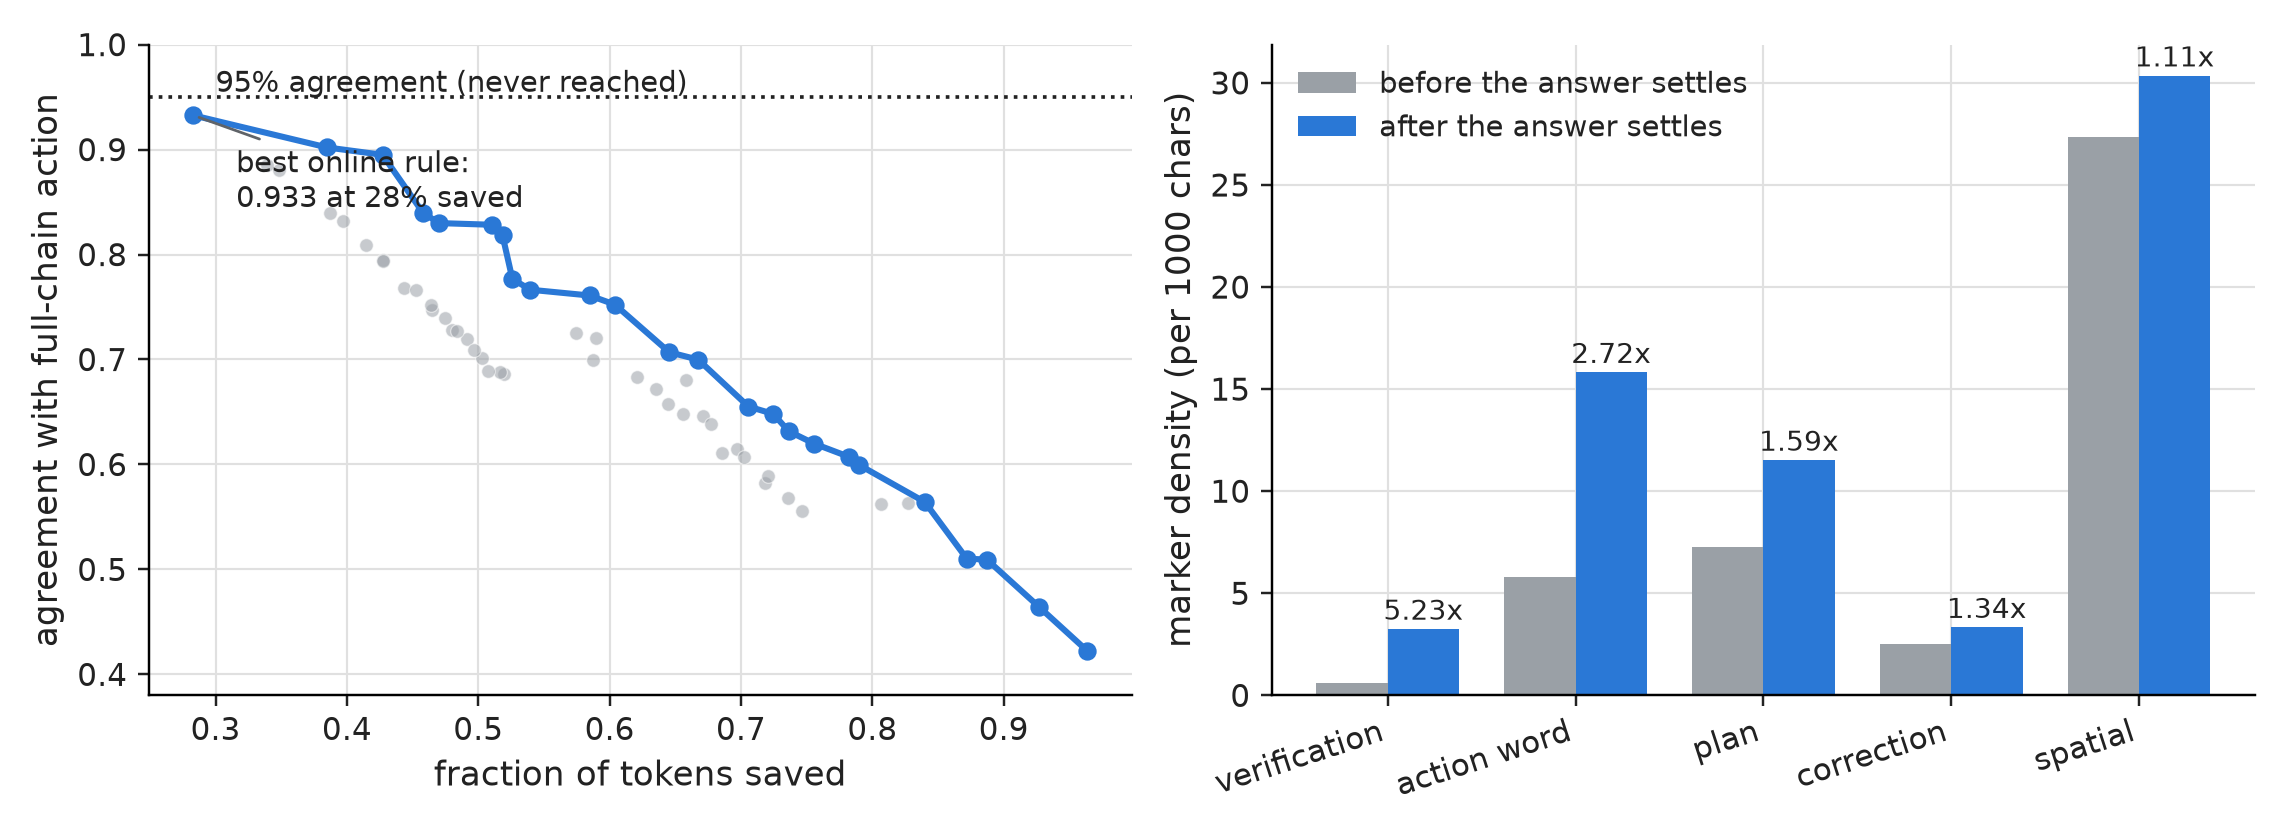 agreement with full-chain action
1.0
0.9
0.8
0.7
0.6
0.5
0.4
95% agreement (never reached)
best online rule:
0.933 at 28% saved
0.3
0.4
0.5
0.6
0.7
0.8
0.9
fraction of tokens saved
marker density (per 1000 chars)
30
25
20
15
10
5
0
before the answer settles
after the answer settles
5.23x
2.72x
1.59x
1.34x
1.11x
verification
action word
plan
correction
spatial